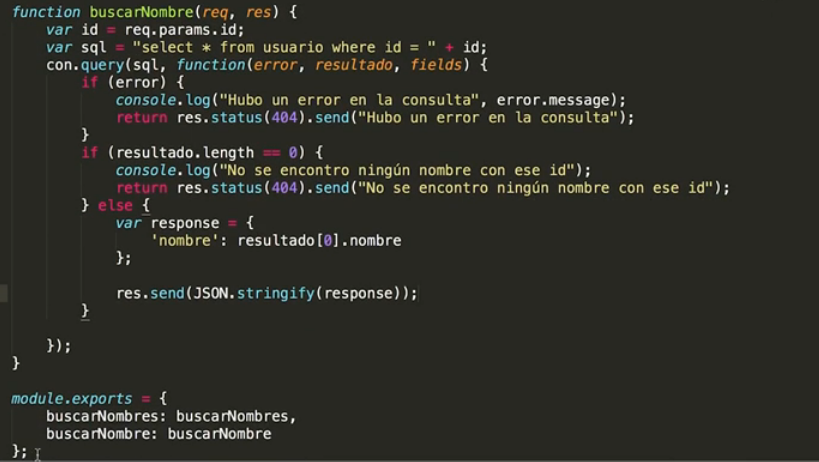 function buscarNombre(req, res) {
    var id = req.params.id;
    var sql = "select * from usuario where id = " + id;
    con.query(sql, function(error, resultado, fields) {
        if (error) {
            console.log("Hubo un error en la consulta", error.message);
            return res.status(404).send("Hubo un error en la consulta");
        }
        if (resultado.length == 0) {
            console.log("No se encontro ningún nombre con ese id");
            return res.status(404).send("No se encontro ningún nombre con ese id");
        } else {
            var response = {
                'nombre': resultado[0].nombre
            };
            res.send(JSON.stringify(response));
        }
    });
}
module.exports = {
    buscarNombres: buscarNombres,
    buscarNombre: buscarNombre
};